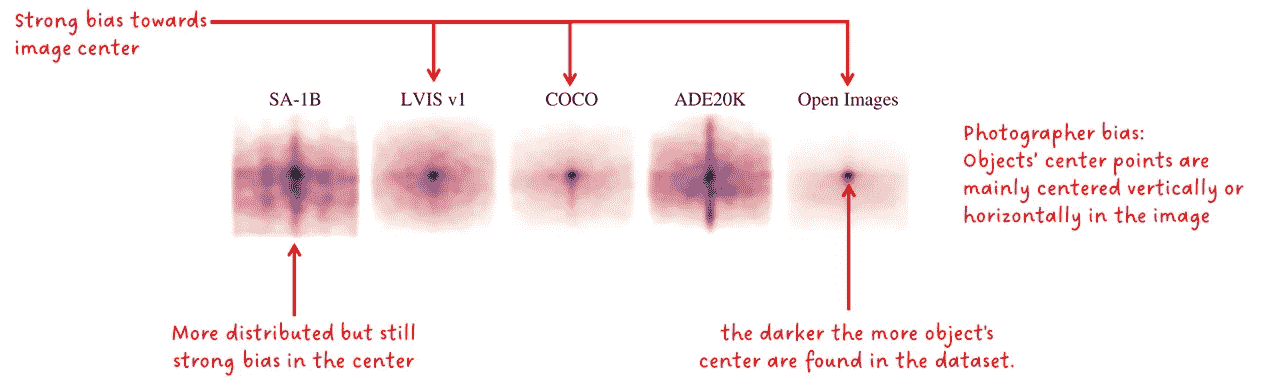 Strong bias towards
image center
SA-1B
LVIS v1
COCO
ADE20K
Open Images
Photographer bias:
Objects' center points are
mainly centered vertically or
horizontally in the image
More distributed but still
strong bias in the center
the darker the more object's
center are found in the dataset.